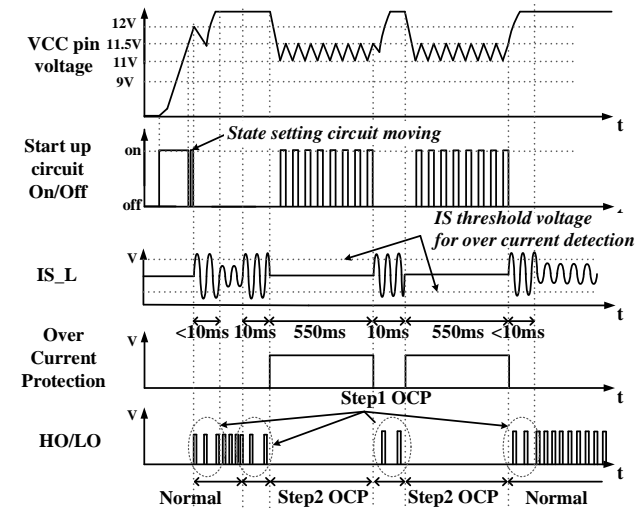 12V
VCC pin
voltage
11.5V
11V
9V
t
Start up
circuit
On/Off
on
off
State setting circuit moving
IS threshold voltage
for over current detection
V
IS_L
t
<10ms 10ms 550ms 10ms 550ms <10ms
Over
Current
Protection
V
t
Step1 OCP
V
HO/LO
t
Normal Step2 OCP Step2 OCP Normal